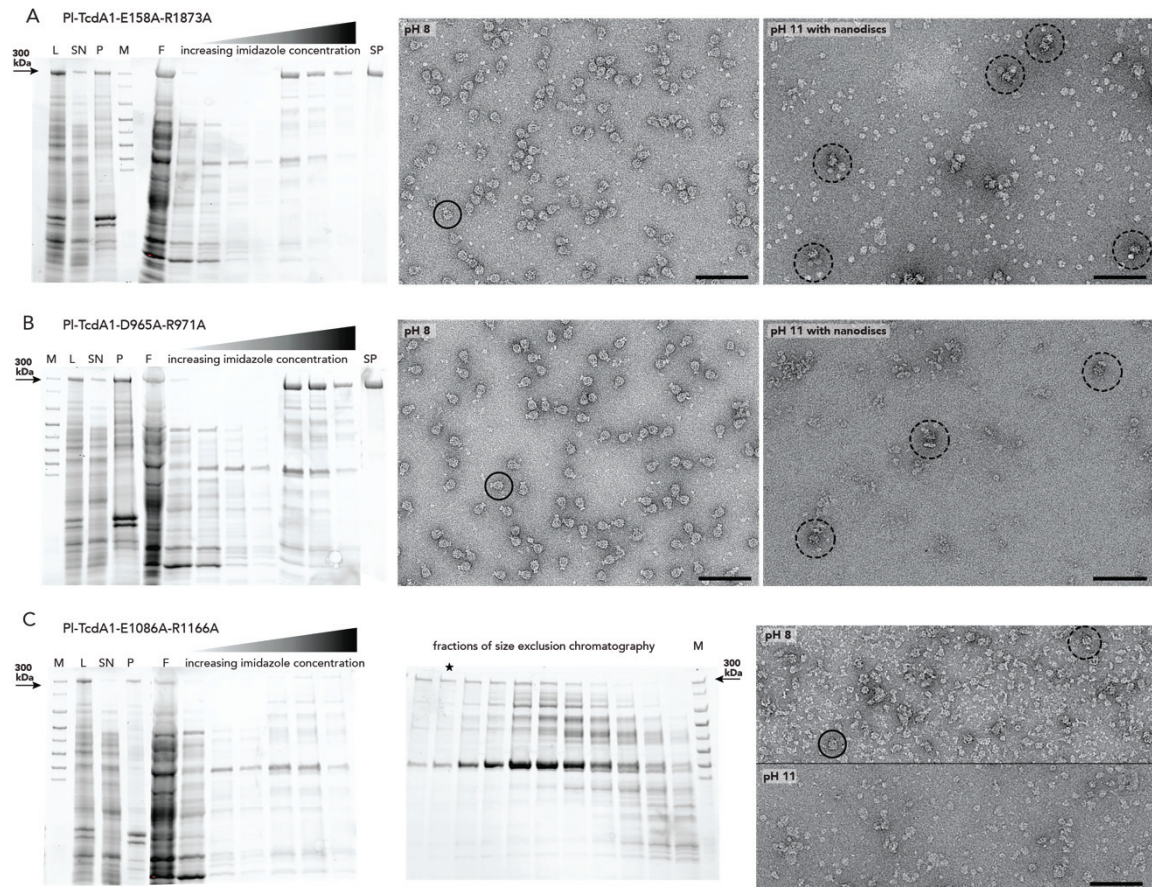 A
Pl-TcdA1-E158A-R1873A
300
kDa
L SN P M F increasing imidazole concentration SP
pH 8
pH 11 with nanodiscs
B
Pl-TcdA1-D965A-R971A
300
kDa
M L SN P F increasing imidazole concentration SP
pH 8
pH 11 with nanodiscs
C
Pl-TcdA1-E1086A-R1166A
300
kDa
M L SN P F increasing imidazole concentration
fractions of size exclusion chromatography M
★
300
kDa
pH 8
pH 11